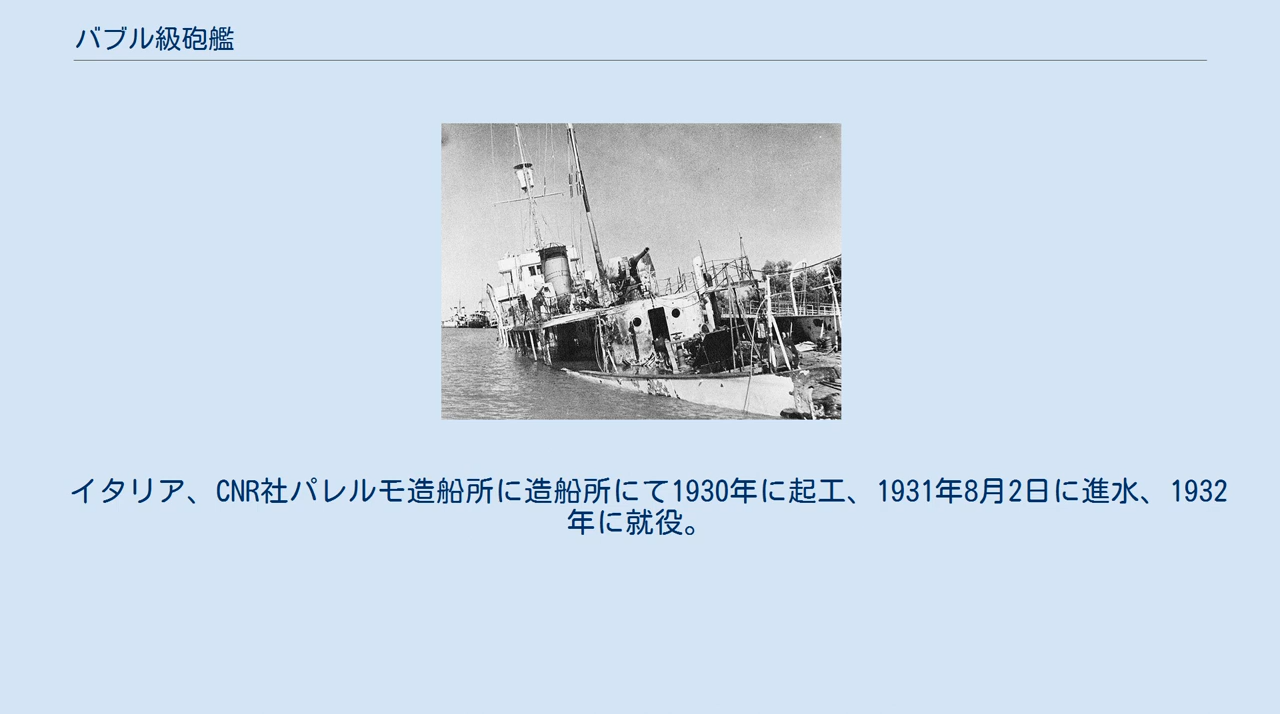 バブル級砲艦
イタリア、CNR社パレルモ造船所に造船所にて1930年に起工、1931年8月2日に進水、1932
年に就役。